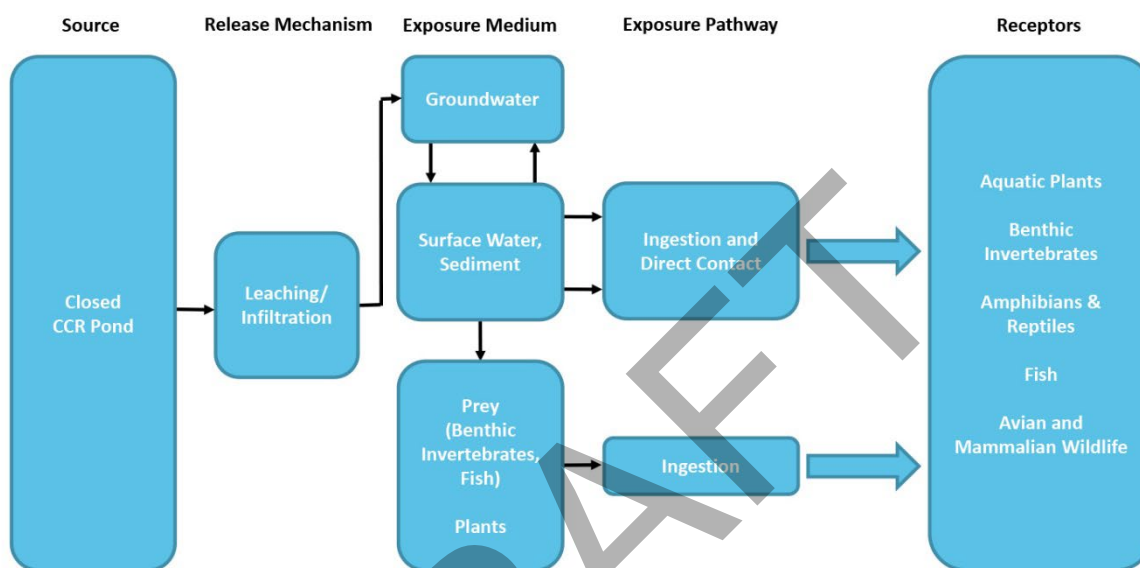 Source
Release Mechanism
Exposure Medium
Exposure Pathway
Receptors
Closed
CCR Pond
Leaching/
Infiltration
Groundwater
Surface Water,
Sediment
Prey
(Benthic
Invertebrates,
Fish)
Plants
Ingestion and
Direct Contact
Ingestion
Aquatic Plants
Benthic
Invertebrates
Amphibians &
Reptiles
Fish
Avian and
Mammalian Wildlife
AFT